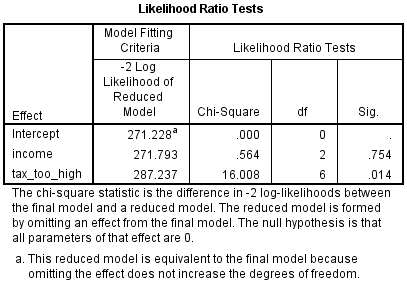 Likelihood Ratio Tests
Model Fitting Criteria Likelihood Ratio Tests
Effect -2 Log Likelihood of Reduced Model Chi-Square df Sig.
Intercept 271.228a .000 0 .
income 271.793 .564 2 .754
tax_too_high 287.237 16.008 6 .014
The chi-square statistic is the difference in -2 log-likelihoods between
the final model and a reduced model. The reduced model is formed
by omitting an effect from the final model. The null hypothesis is that
all parameters of that effect are 0.
a. This reduced model is equivalent to the final model because
omitting the effect does not increase the degrees of freedom.